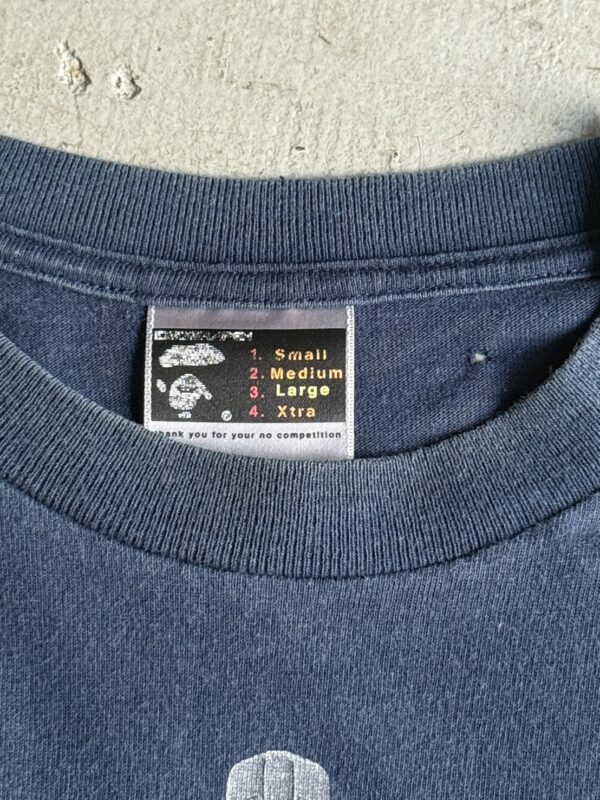 1. Small
2. Medium
3. Large
4. Xtra
®
hank you for your no competition